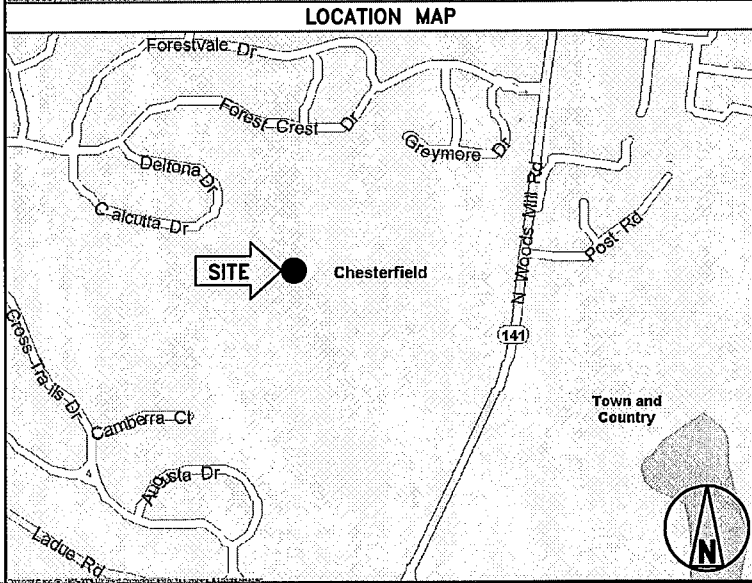 LOCATION MAP
Forestvale Dr
Forest Crest Dr
Greymore Dr
Deltona Dr
Calcutta Dr
N Woods Mill Rd
Post Rd
SITE
Chesterfield
141
Cross Trails Dr
Town and
Country
Camberra Ct
Augusta Dr
Ladue Rd
N